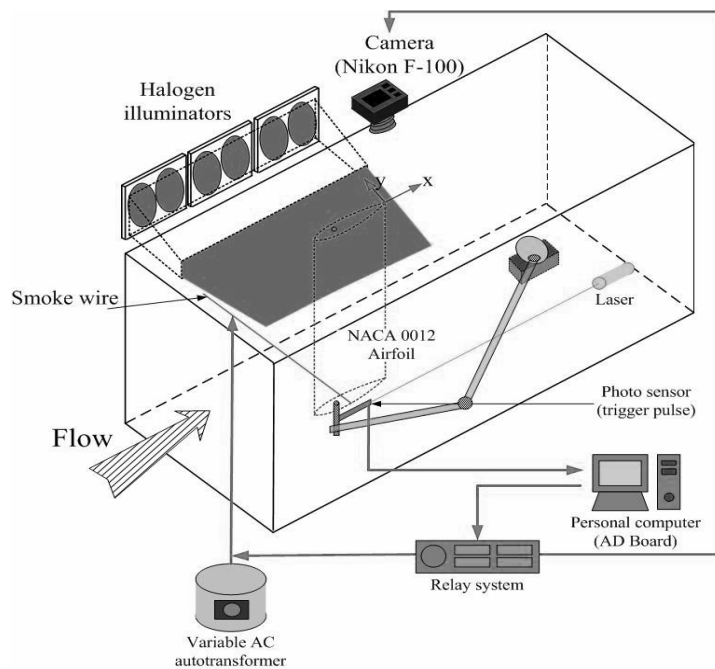 Camera
(Nikon F-100)
Halogen
illuminators
y
x
Smoke wire
NACA 0012
Airfoil
Laser
Photo sensor
(trigger pulse)
Flow
Personal computer
(AD Board)
Relay system
Variable AC
autotransformer